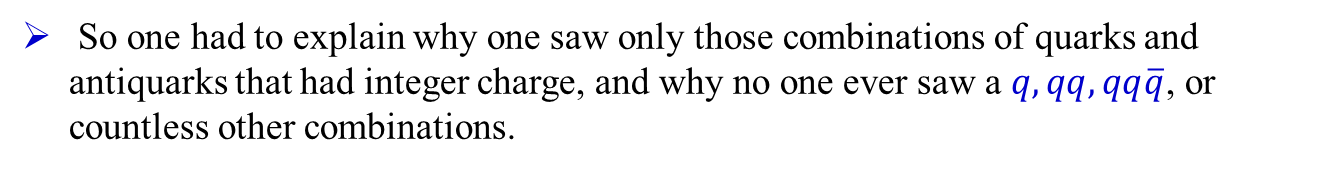 ➢ So one had to explain why one saw only those combinations of quarks and
antiquarks that had integer charge, and why no one ever saw a q, qq, qqq̅, or
countless other combinations.